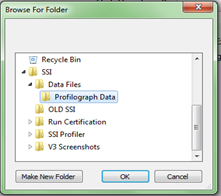 Browse For Folder
Recycle Bin
SSI
Data Files
Profilograph Data
OLD SSI
Run Certification
SSI Profiler
V3 Screenshots
Make New Folder
OK
Cancel